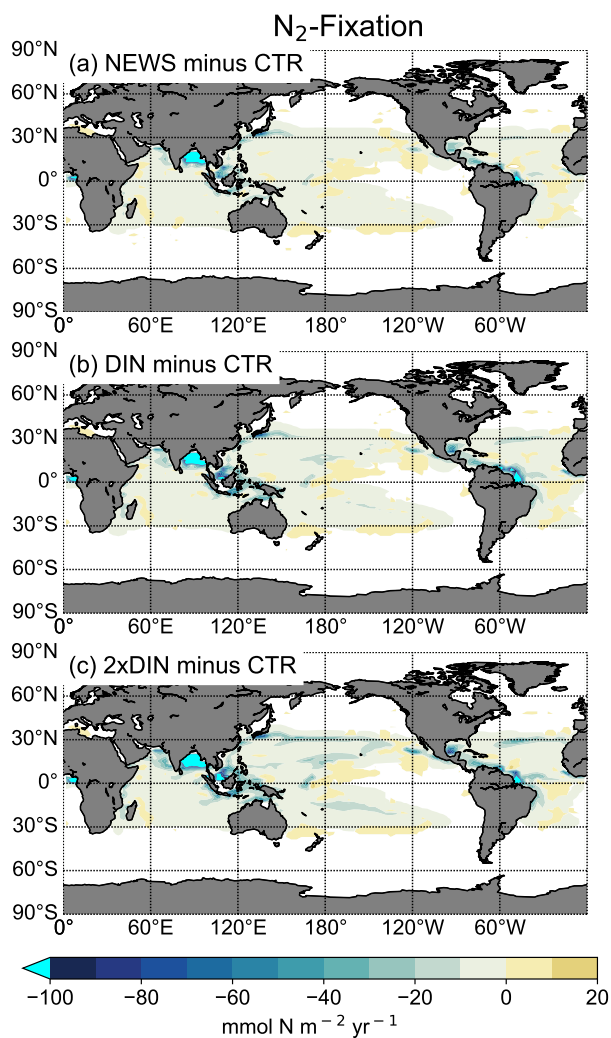 N₂-Fixation
90°N
(a) NEWS minus CTR
60°N
30°N
0°
30°S
60°S
90°S
0° 60°E 120°E 180° 120°W 60°W
90°N
(b) DIN minus CTR
60°N
30°N
0°
30°S
60°S
90°S
0° 60°E 120°E 180° 120°W 60°W
90°N
(c) 2xDIN minus CTR
60°N
30°N
0°
30°S
60°S
90°S
0° 60°E 120°E 180° 120°W 60°W
−100 −80 −60 −40 −20 0 20
mmol N m⁻² yr⁻¹